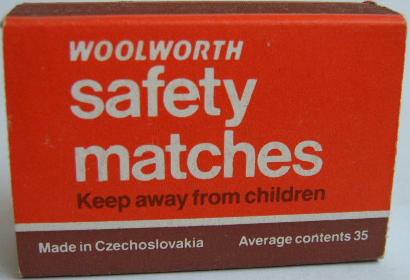 WOOLWORTH
safety
matches
Keep away from children
Made in Czechoslovakia Average contents 35